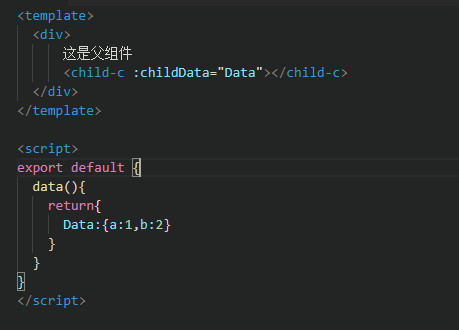 <template>
<div>
这是父组件
<child-c :childData="Data"></child-c>
</div>
</template>
<script>
export default {
data(){
return{
Data:{a:1,b:2}
}
}
}
</script>